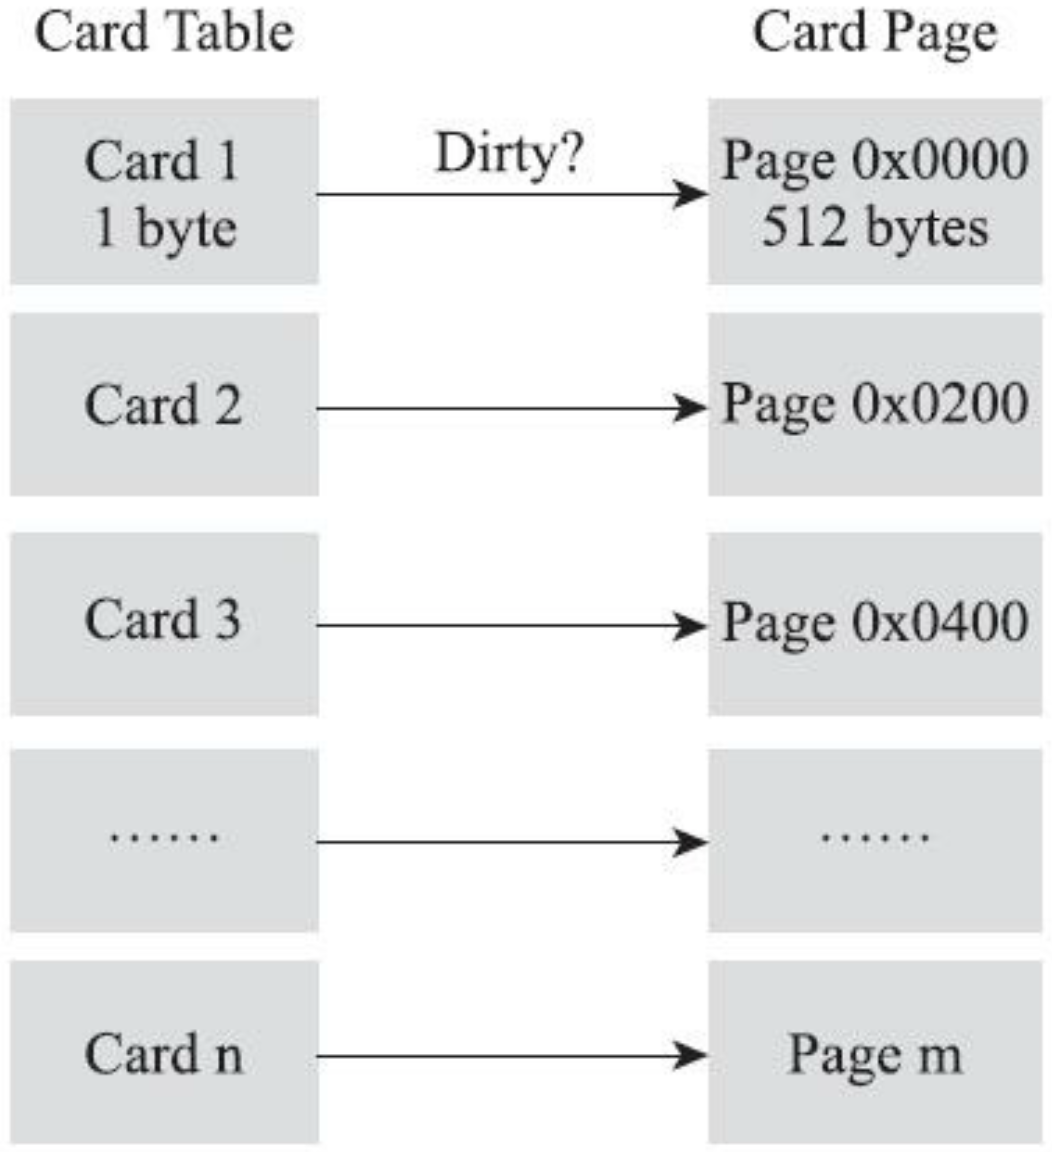 Card Table
Card Page
Card 1
1 byte
Dirty?
Page 0x0000
512 bytes
Card 2
Page 0x0200
Card 3
Page 0x0400
······
······
Card n
Page m